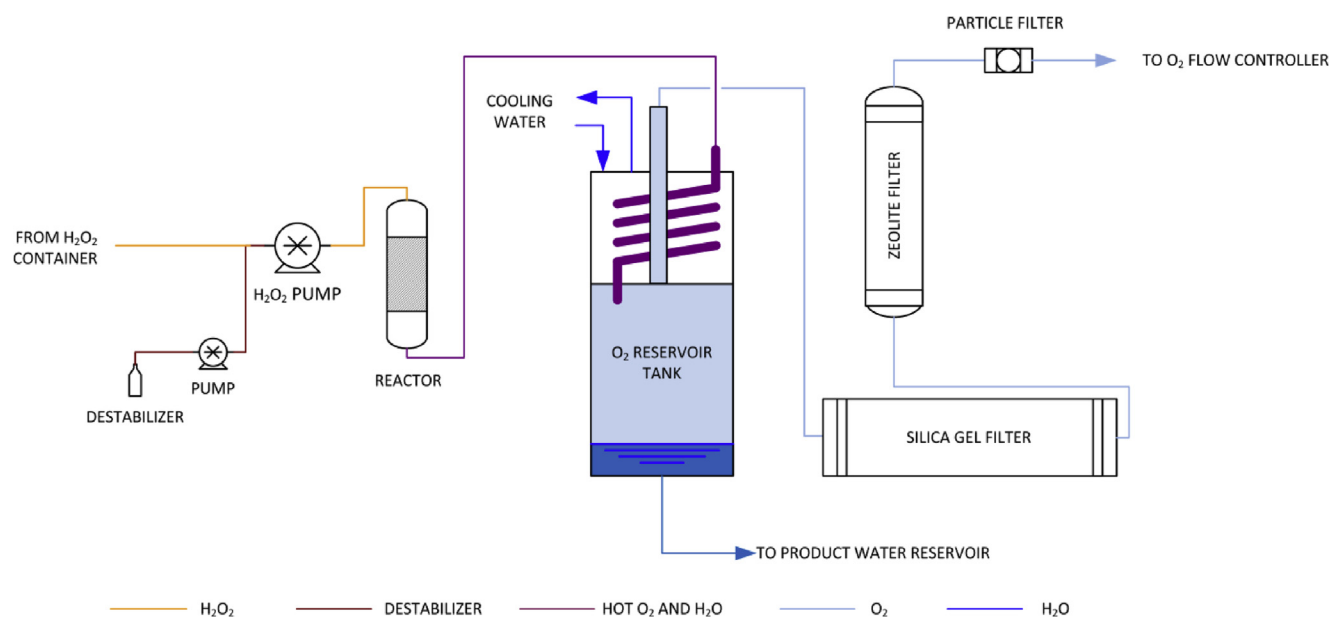 PARTICLE FILTER
TO O₂ FLOW CONTROLLER
COOLING
WATER
ZEOLITE FILTER
FROM H₂O₂
CONTAINER
H₂O₂ PUMP
O₂ RESERVOIR
TANK
REACTOR
PUMP
DESTABILIZER
SILICA GEL FILTER
TO PRODUCT WATER RESERVOIR
H₂O₂
DESTABILIZER
HOT O₂ AND H₂O
O₂
H₂O